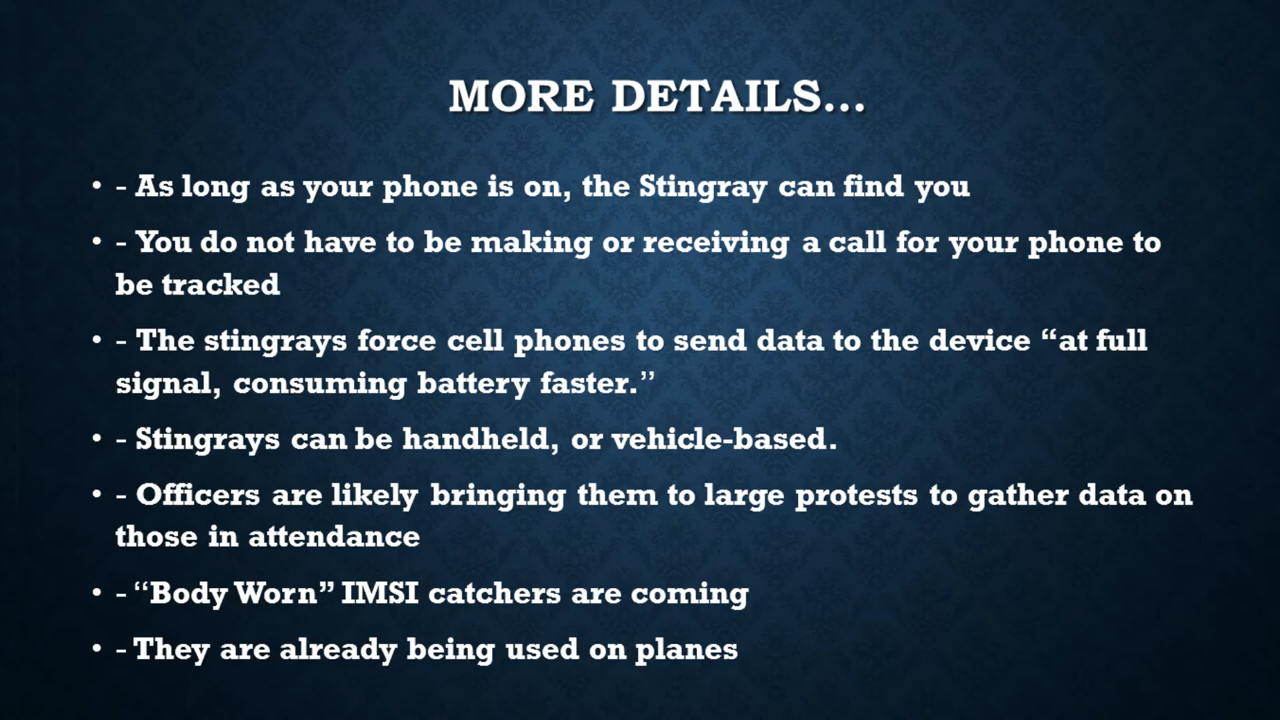 MORE DETAILS...
• - As long as your phone is on, the Stingray can find you
• - You do not have to be making or receiving a call for your phone to
be tracked
• - The stingrays force cell phones to send data to the device “at full
signal, consuming battery faster.”
• - Stingrays can be handheld, or vehicle-based.
• - Officers are likely bringing them to large protests to gather data on
those in attendance
• - “Body Worn” IMSI catchers are coming
• - They are already being used on planes